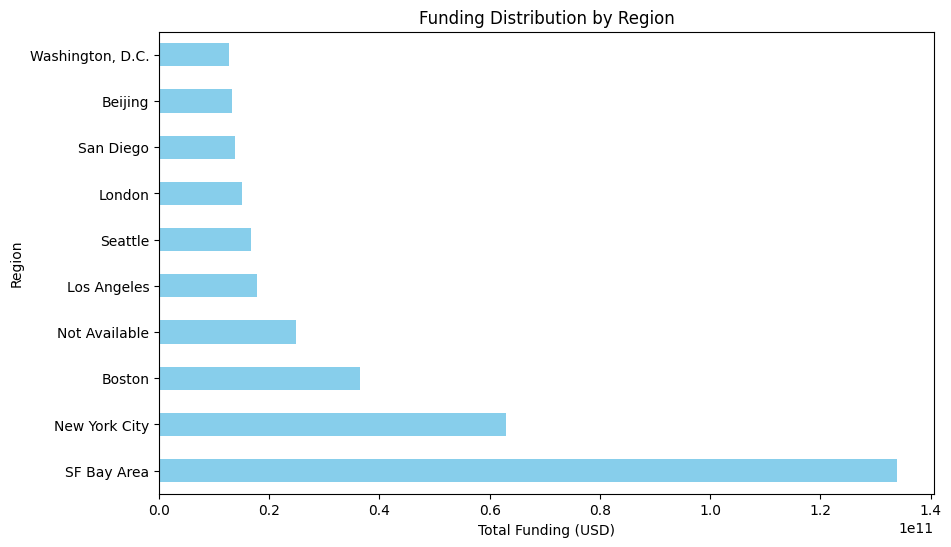 Funding Distribution by Region
Washington, D.C.
Beijing
San Diego
London
Seattle
Los Angeles
Not Available
Boston
New York City
SF Bay Area
Region
0.0 0.2 0.4 0.6 0.8 1.0 1.2 1.4
1e11
Total Funding (USD)